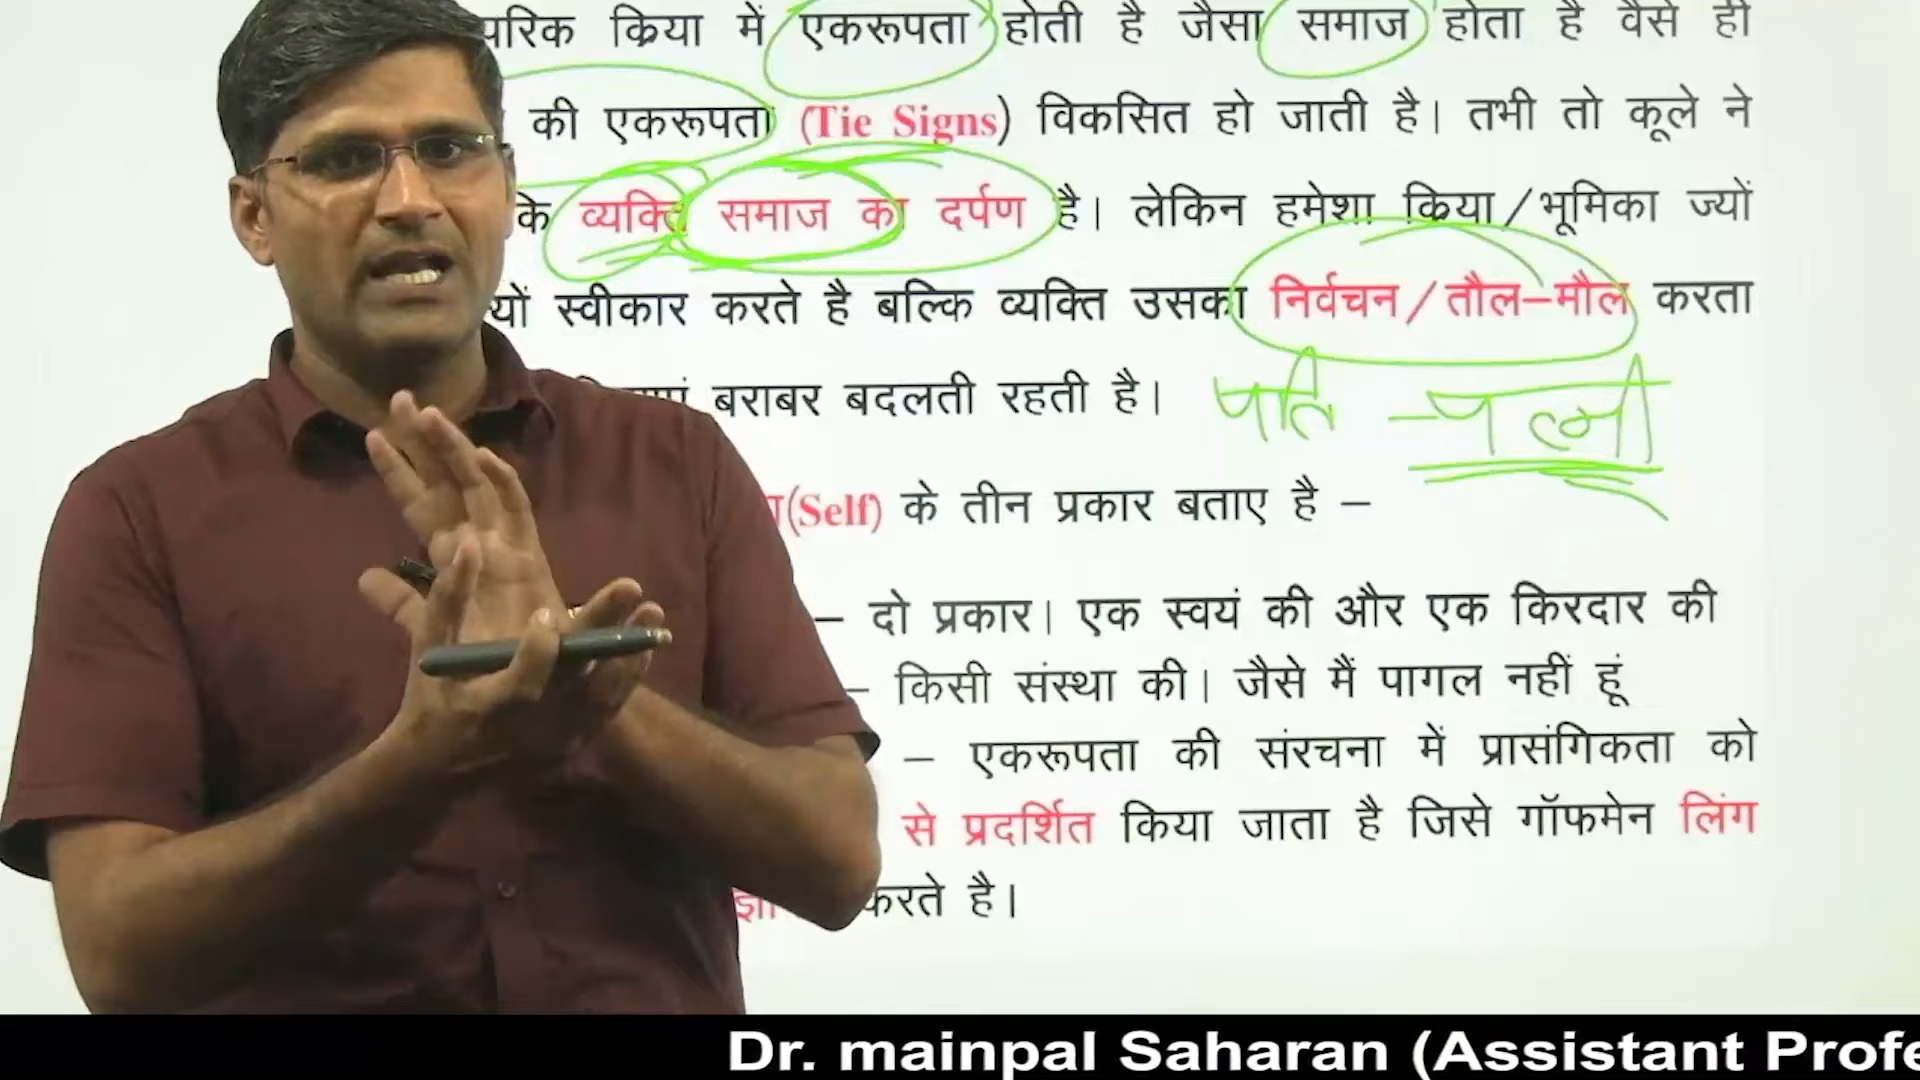 परिक क्रिया में एकरूपता होती है जैसा समाज होता है वैसे ही
की एकरूपता (Tie Signs) विकसित हो जाती है। तभी तो कूले ने
कि व्यक्ति समाज का दर्पण है। लेकिन हमेशा क्रिया/भूमिका ज्यों
यों स्वीकार करते है बल्कि व्यक्ति उसका निर्वचन/तौल–मौल करता
बराबर बदलती रहती है। पति – पत्नी
(Self) के तीन प्रकार बताए है –
– दो प्रकार। एक स्वयं की और एक किरदार की
– किसी संस्था की। जैसे मैं पागल नहीं हूं
– एकरूपता की संरचना में प्रासंगिकता को
से प्रदर्शित किया जाता है जिसे गॉफमेन लिंग
करते है।
Dr. mainpal Saharan (Assistant Profe